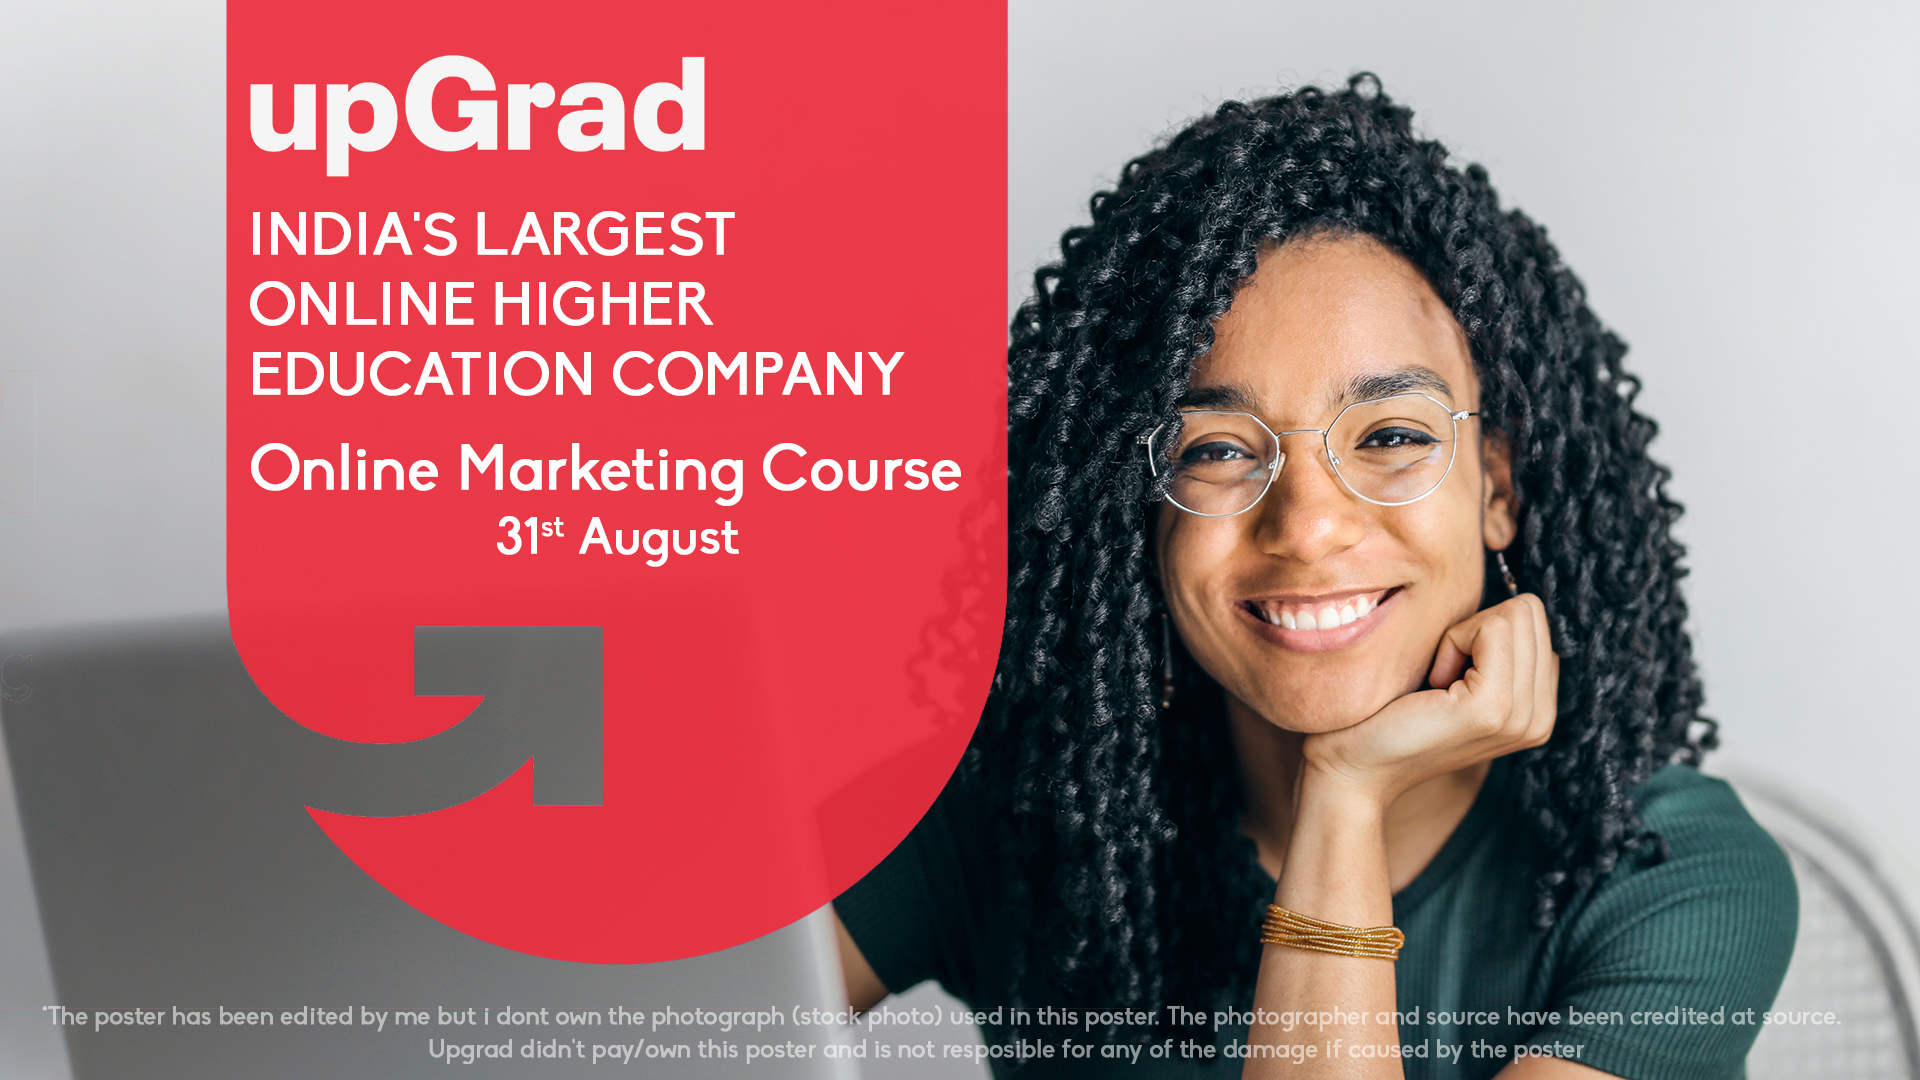 upGrad
INDIA'S LARGEST
ONLINE HIGHER
EDUCATION COMPANY
Online Marketing Course
31st August
*The poster has been edited by me but i dont own the photograph (stock photo) used in this poster. The photographer and source have been credited at source.
Upgrad didn't pay/own this poster and is not resposible for any of the damage if caused by the poster